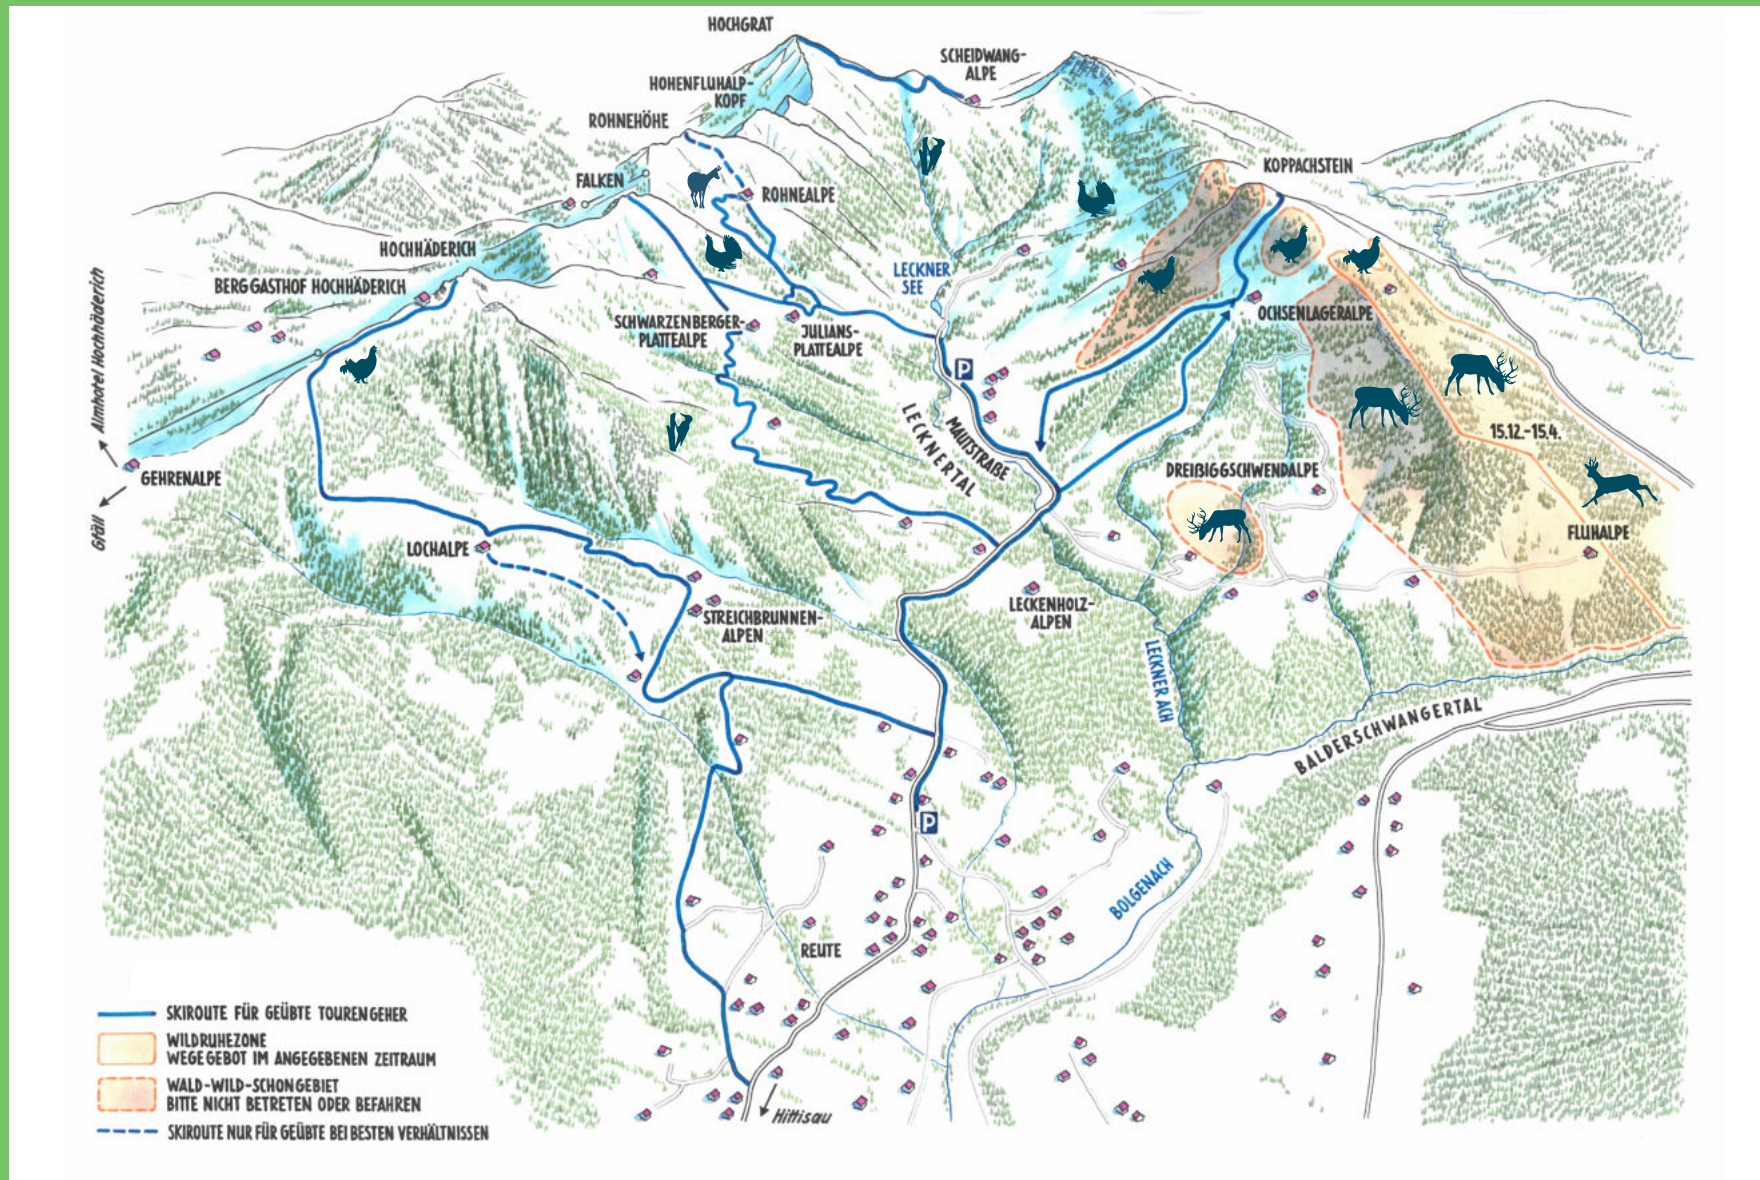 HOCHGRAT
SCHEIDWANG-
ALPE
HOHENFLUHALP-
KOPF
ROHNEHÖHE
KOPPACHSTEIN
FALKEN
ROHNEALPE
HOCHHÄDERICH
LECKNER
SEE
BERGGASTHOF HOCHHÄDERICH
OCHSENLAGERALPE
SCHWARZENBERGER-
PLATTEALPE
JULIANS-
PLATTEALPE
Almhotel Hochhäderich
P
MAUTSTRAßE
LECKNERTAL
15.12.-15.4.
GEHRENALPE
DREIßIGGSCHWENDALPE
Gfäll
FLUHALPE
LOCHALPE
LECKENHOLZ-
ALPEN
STREICHBRUNNEN-
ALPEN
LECKNER ACH
BALDERSCHWANGERTAL
P
BOLGENACH
REUTE
SKIROUTE FÜR GEÜBTE TOURENGEHER
WILDRUHEZONE
WEGEGEBOT IM ANGEGEBENEN ZEITRAUM
WALD-WILD-SCHONGEBIET
BITTE NICHT BETRETEN ODER BEFAHREN
SKIROUTE NUR FÜR GEÜBTE BEI BESTEN VERHÄLTNISSEN
Hittisau